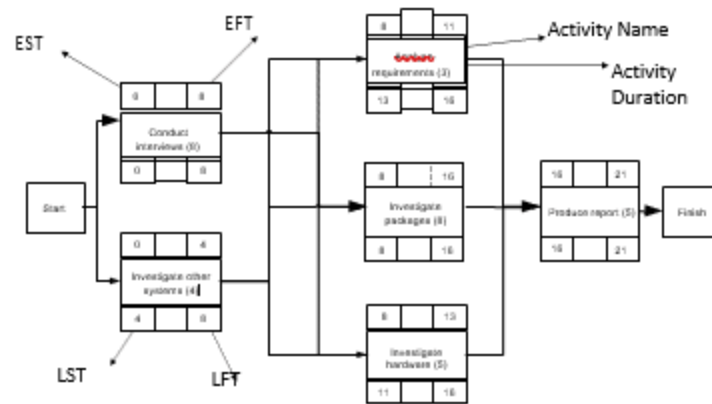 EST
EFT
Activity Name
Activity
Duration
0 8
Conduct
interviews (8)
0 8
8 11
requirements (3)
13 16
Start
0 4
Investigate other
systems (4)
4 8
LST
LFT
8 16
Investigate
packages (8)
8 16
16 21
Produce report (5)
16 21
Finish
8 13
Investigate
hardware (5)
11 16